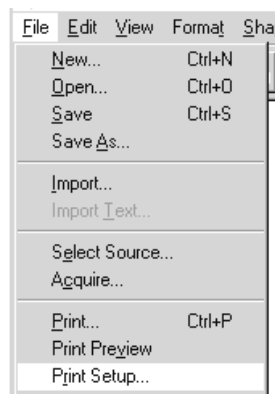 File Edit View Format Sha
New... Ctrl+N
Open... Ctrl+O
Save Ctrl+S
Save As...
Import...
Import Text...
Select Source...
Acquire...
Print... Ctrl+P
Print Preview
Print Setup...